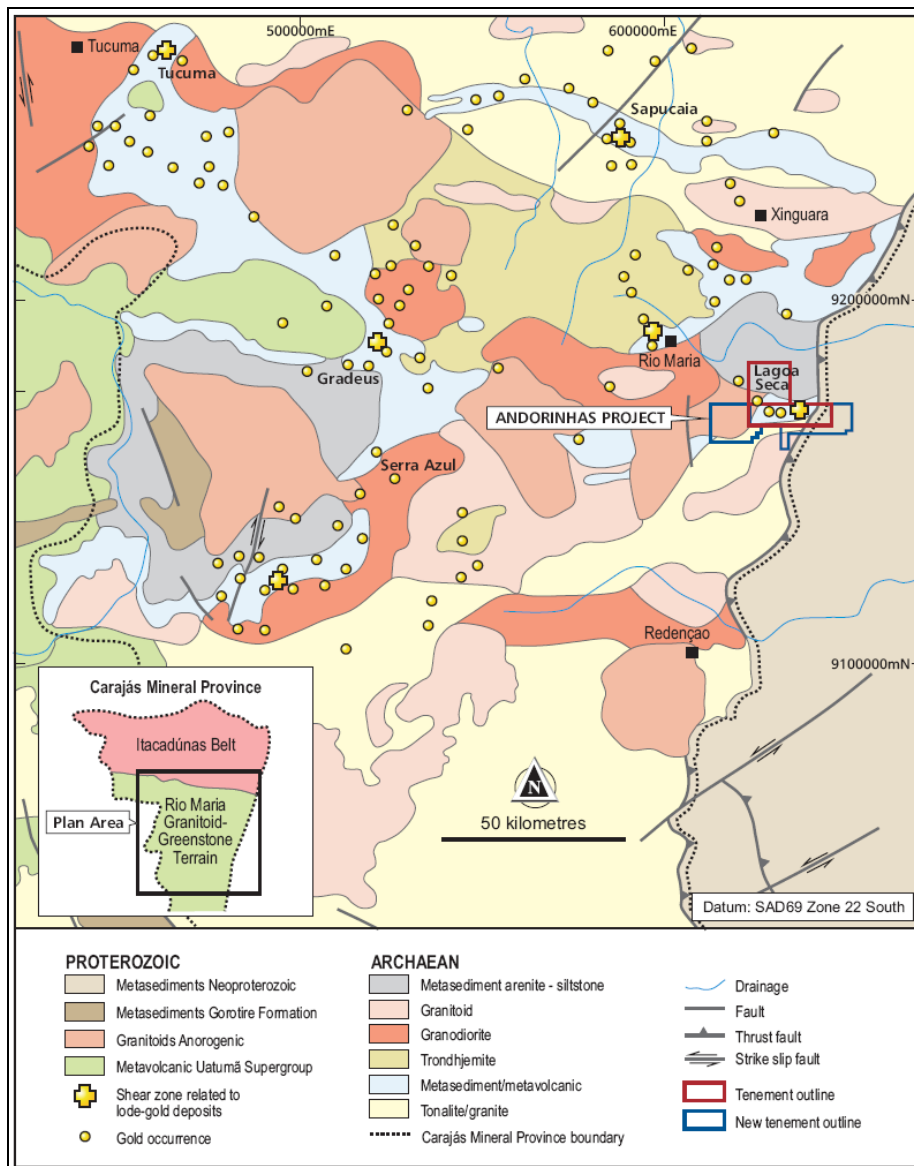 500000mE
600000mE
Tucuma
Tucuma
Sapucaia
Xinguara
9200000mN
Rio Maria
Gradeus
Lagoa
Seca
ANDORINHAS PROJECT
Serra Azul
Redençao
9100000mN
Carajás Mineral Province
Itacadúnas Belt
Rio Maria
Granitoid-
Greenstone
Terrain
Plan Area
N
50 kilometres
Datum: SAD69 Zone 22 South
PROTEROZOIC
Metasediments Neoproterozoic
Metasediments Gorotire Formation
Granitoids Anorogenic
Metavolcanic Uatumã Supergroup
Shear zone related to
lode-gold deposits
Gold occurrence
ARCHAEAN
Metasediment arenite - siltstone
Granitoid
Granodiorite
Trondhjemite
Metasediment/metavolcanic
Tonalite/granite
Carajás Mineral Province boundary
Drainage
Fault
Thrust fault
Strike slip fault
Tenement outline
New tenement outline